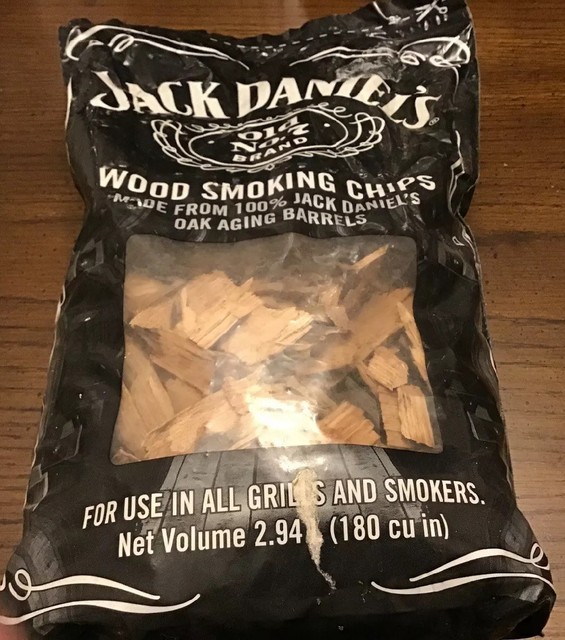 JACK DANIEL'S®
Old
No. 7
BRAND
WOOD SMOKING CHIPS
MADE FROM 100% JACK DANIEL'S
OAK AGING BARRELS
FOR USE IN ALL GRILLS AND SMOKERS.
Net Volume 2.94 (180 cu in)